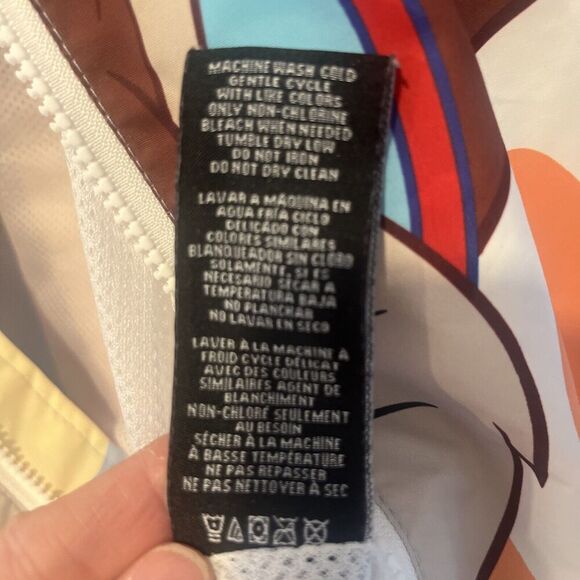 MACHINE WASH COLD
GENTLE CYCLE
WITH LIKE COLORS
ONLY NON-CHLORINE
BLEACH WHEN NEEDED
TUMBLE DRY LOW
DO NOT IRON
DO NOT DRY CLEAN
LAVAR A MÁQUINA EN
AGUA FRÍA CICLO
DELICADO CON
COLORES SIMILARES
BLANQUEADOR SIN CLORO
SOLAMENTE, SI ES
NECESARIO SECAR A
TEMPERATURA BAJA
NO PLANCHAR
NO LAVAR EN SECO
LAVER À LA MACHINE À
FROID CYCLE DÉLICAT
AVEC DES COULEURS
SIMILAIRES AGENT DE
BLANCHIMENT
NON-CHLORÉ SEULEMENT
AU BESOIN
SÉCHER À LA MACHINE
À BASSE TEMPÉRATURE
NE PAS REPASSER
NE PAS NETTOYER À SEC